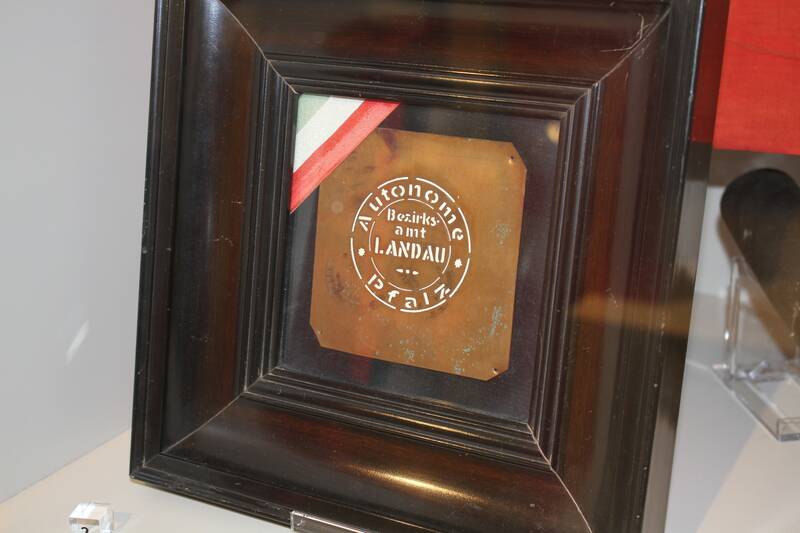 Autonome
Bezirks-
amt
LANDAU
Pfalz